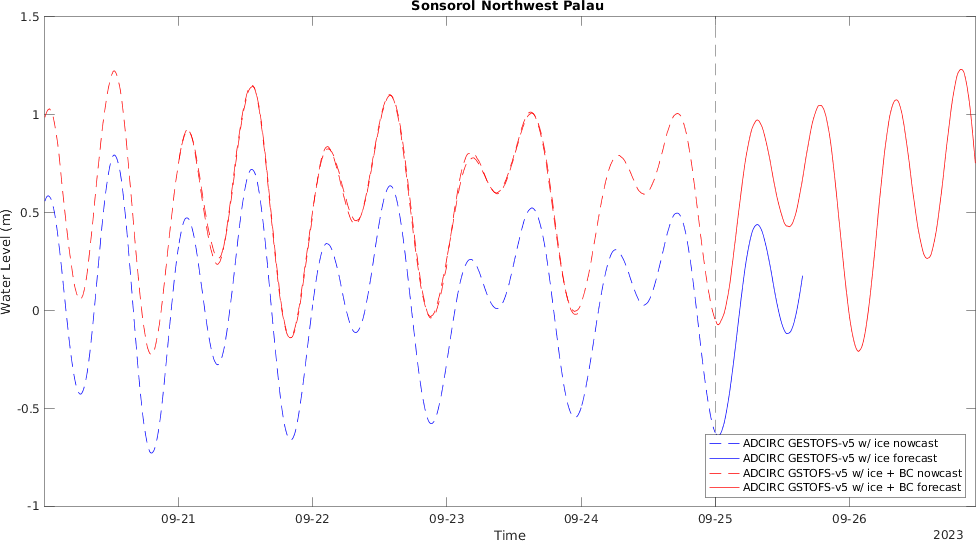 Sonsorol Northwest Palau
1.5
1
0.5
0
-0.5
-1
Water Level (m)
09-21
09-22
09-23
09-24
09-25
09-26
Time
2023
ADCIRC GESTOFS-v5 w/ ice nowcast
ADCIRC GESTOFS-v5 w/ ice forecast
ADCIRC GSTOFS-v5 w/ ice + BC nowcast
ADCIRC GSTOFS-v5 w/ ice + BC forecast